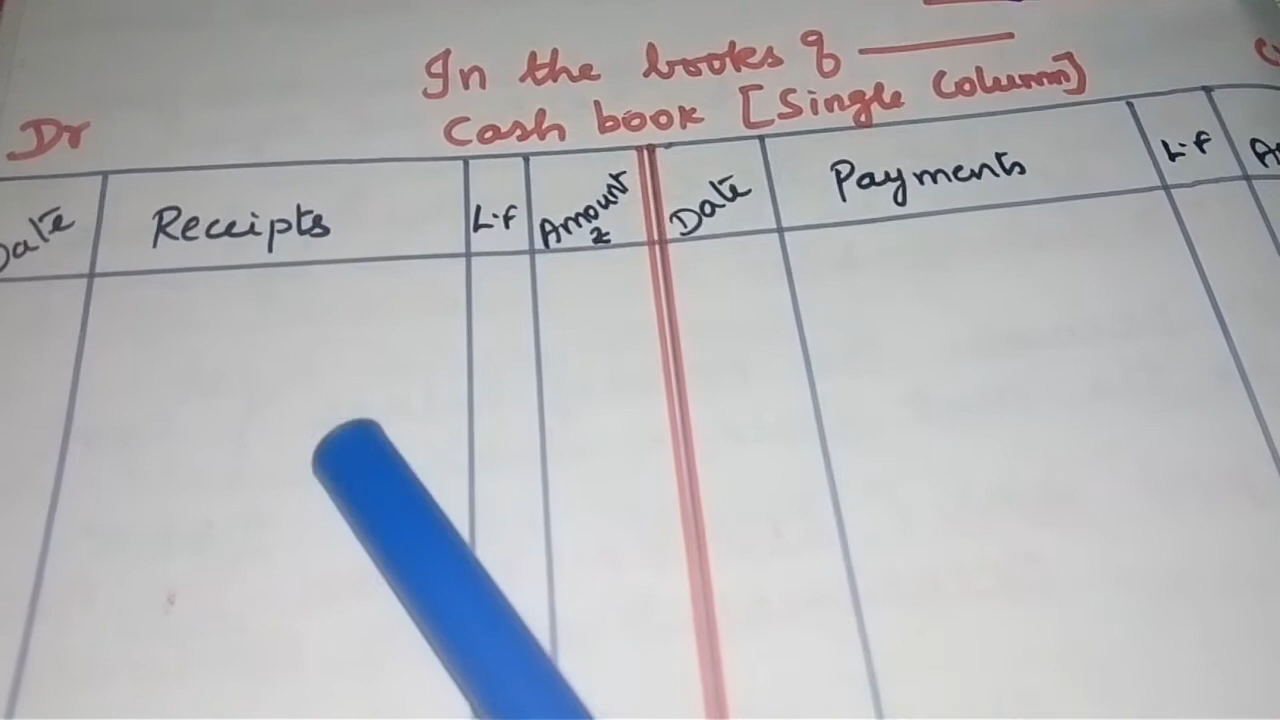 In the books of
Cash book [Single Column]
Dr
Date Receipts L.f Amount ₹ Date Payments L.f